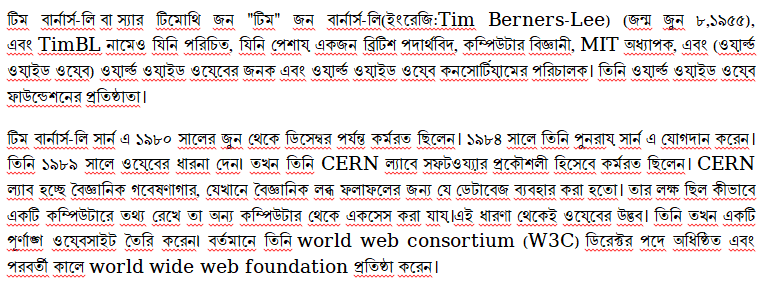 টিম বার্নার্স-লি বা স্যার টিমোথি জন "টিম" জন বার্নার্স-লি(ইংরেজি:Tim Berners-Lee) (জন্ম জুন ৮,১৯৫৫),
এবং TimBL নামেও যিনি পরিচিত, যিনি পেশায় একজন ব্রিটিশ পদার্থবিদ, কম্পিউটার বিজ্ঞানী, MIT অধ্যাপক, এবং (ওয়ার্ল্ড
ওয়াইড ওয়েব) ওয়ার্ল্ড ওয়াইড ওয়েবের জনক এবং ওয়ার্ল্ড ওয়াইড ওয়েব কনসোর্টিয়ামের পরিচালক। তিনি ওয়ার্ল্ড ওয়াইড ওয়েব
ফাউন্ডেশনের প্রতিষ্ঠাতা।
টিম বার্নার্স-লি সার্ন এ ১৯৮০ সালের জুন থেকে ডিসেম্বর পর্যন্ত কর্মরত ছিলেন। ১৯৮৪ সালে তিনি পুনরায় সার্ন এ যোগদান করেন।
তিনি ১৯৮৯ সালে ওয়েবের ধারনা দেন। তখন তিনি CERN ল্যাবে সফটওয্যার প্রকৌশলী হিসেবে কর্মরত ছিলেন। CERN
ল্যাব হচ্ছে বৈজ্ঞানিক গবেষণাগার, যেখানে বৈজ্ঞানিক লব্ধ ফলাফলের জন্য যে ডেটাবেজ ব্যবহার করা হতো। তার লক্ষ ছিল কীভাবে
একটি কম্পিউটারে তথ্য রেখে তা অন্য কম্পিউটার থেকে একসেস করা যায়।এই ধারণা থেকেই ওয়েবের উদ্ভব। তিনি তখন একটি
পূর্ণাঙ্গ ওয়েবসাইট তৈরি করেন। বর্তমানে তিনি world web consortium (W3C) ডিরেক্টর পদে অধিষ্ঠিত এবং
পরবর্তী কালে world wide web foundation প্রতিষ্ঠা করেন।